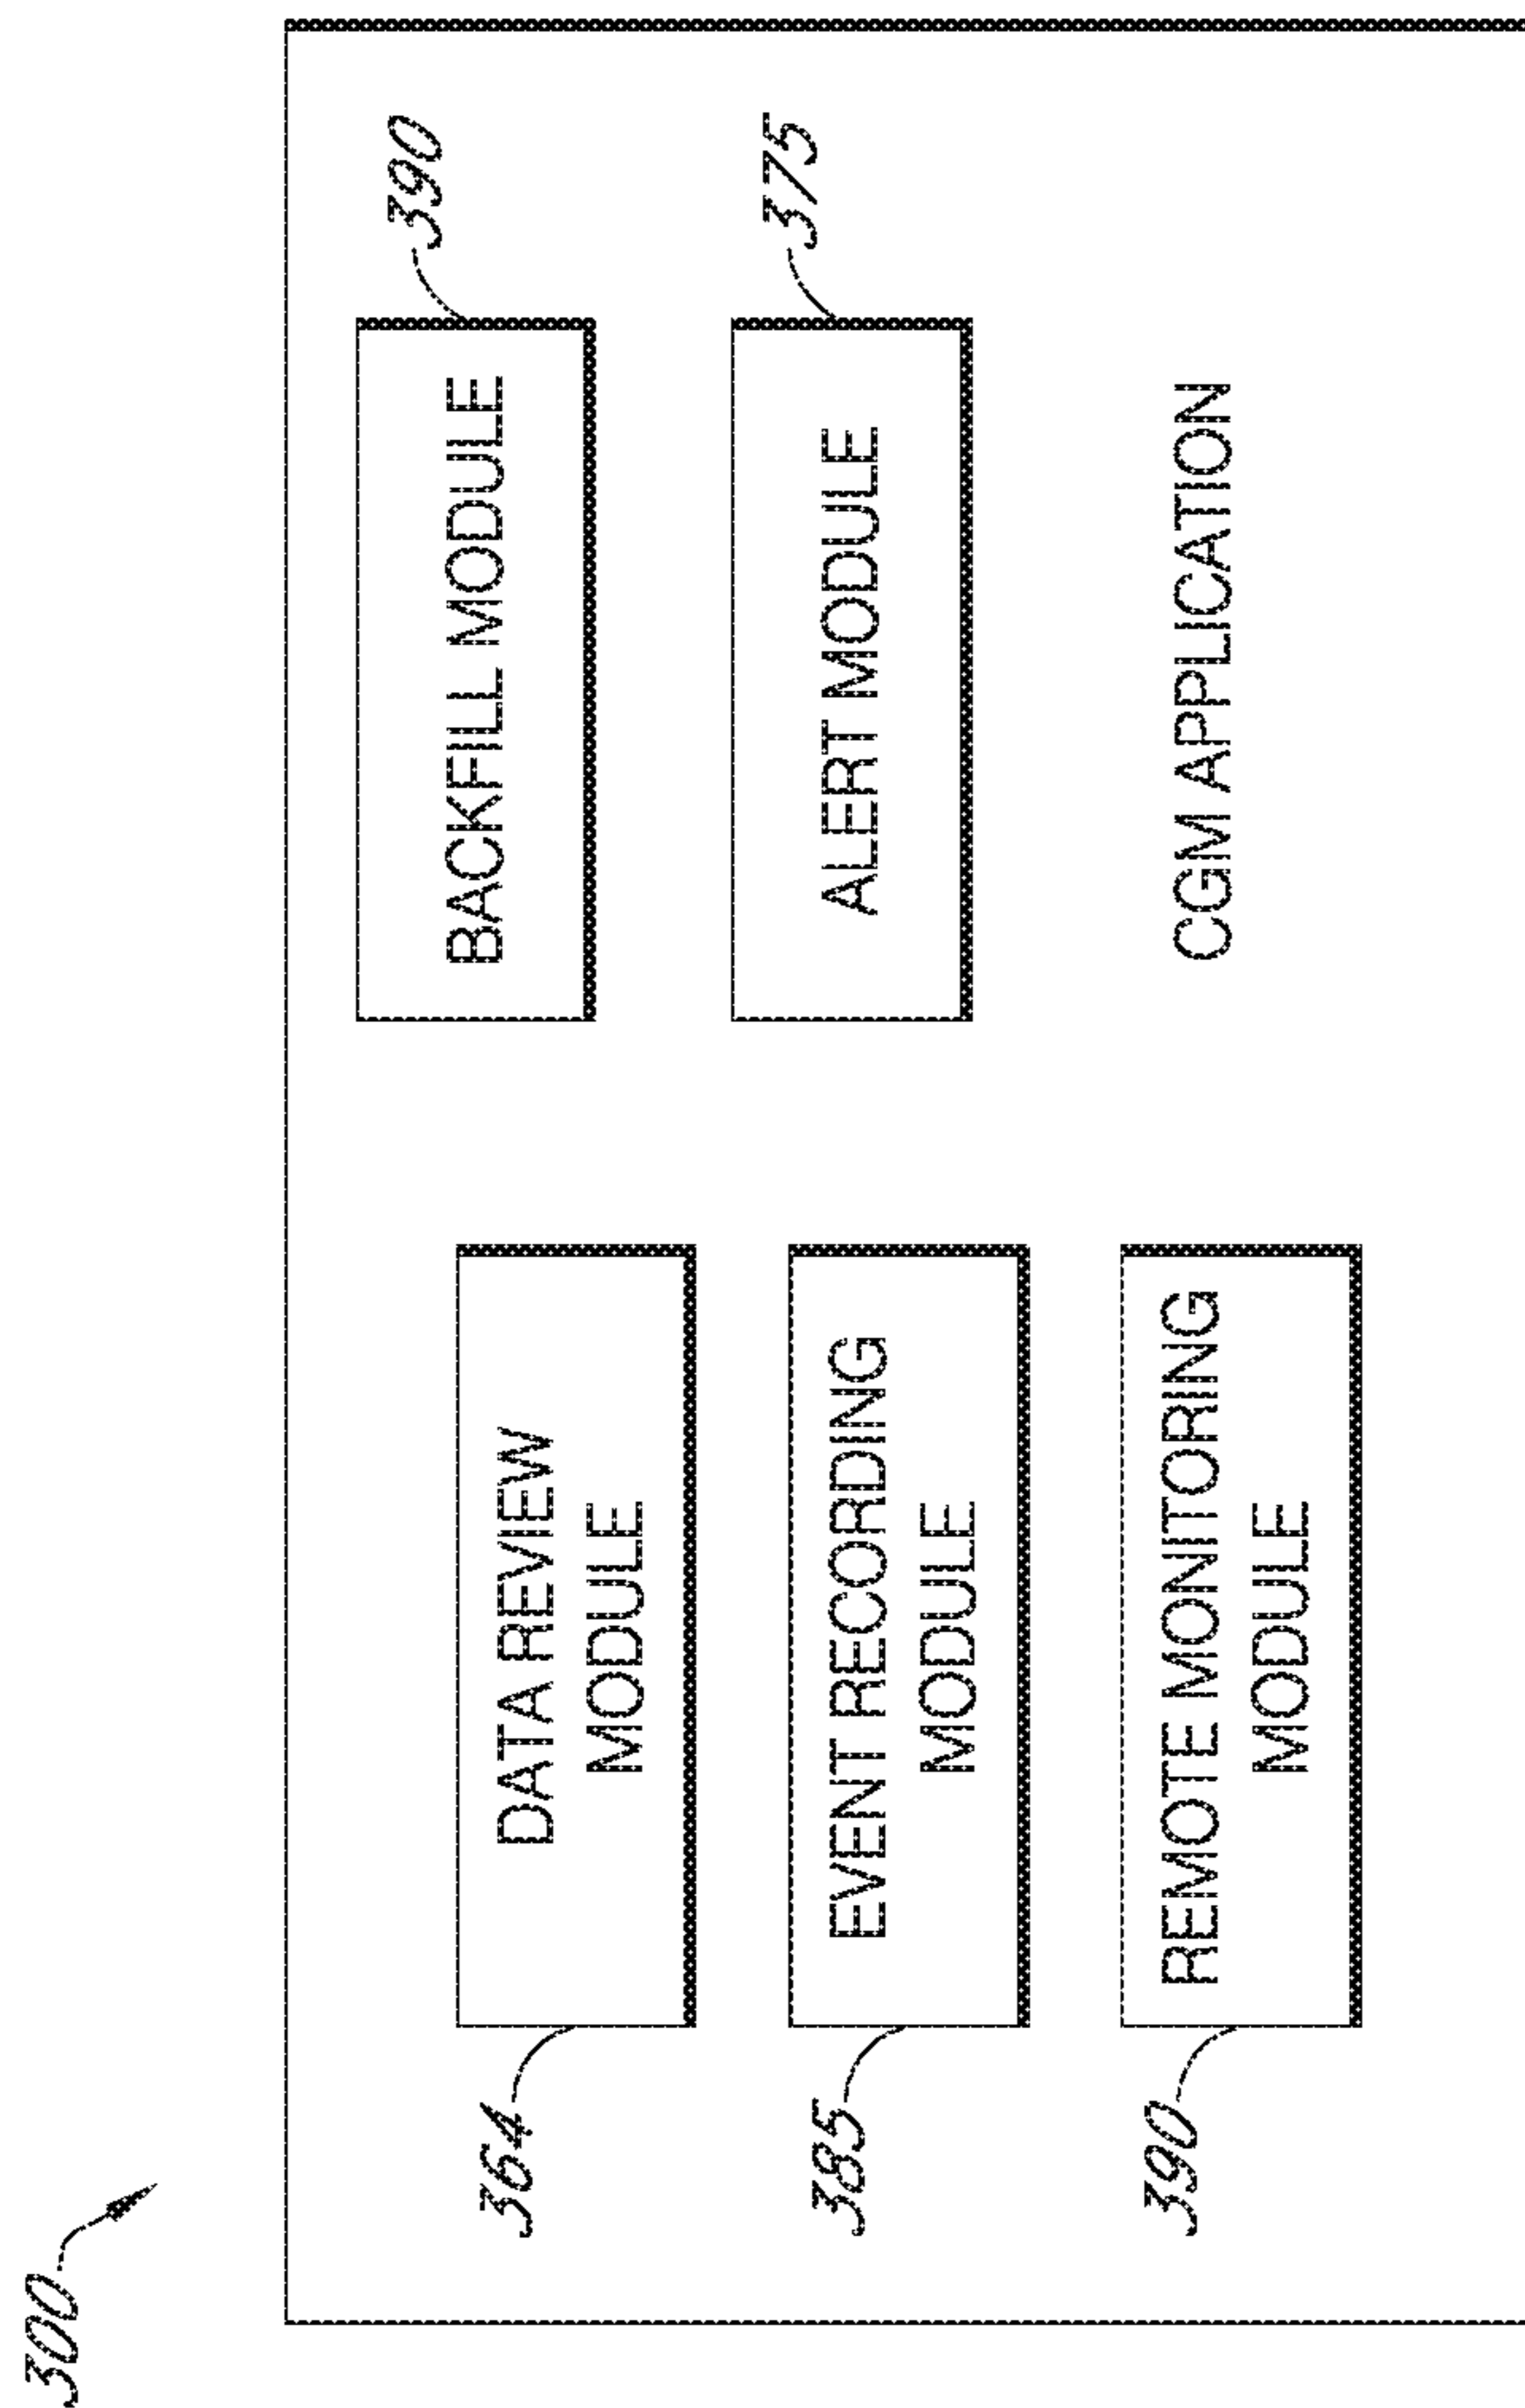 300
364
DATA REVIEW
MODULE
BACKFILL MODULE
390
385
EVENT RECORDING
MODULE
ALERT MODULE
375
390
REMOTE MONITORING
MODULE
CGM APPLICATION